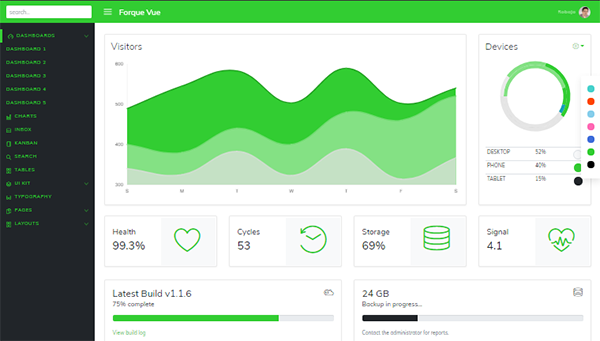 search...
Forque Vue
DASHBOARDS
DASHBOARD 1
DASHBOARD 2
DASHBOARD 3
DASHBOARD 4
DASHBOARD 5
CHARTS
INBOX
KANBAN
SEARCH
TABLES
UI KIT
TYPOGRAPHY
PAGES
LAYOUTS
Visitors
600
500
400
300
S M T W T F S
Devices
DESKTOP 52%
PHONE 40%
TABLET 15%
Health
99.3%
Cycles
53
Storage
69%
Signal
4.1
Latest Build v1.1.6
75% complete
View build log
24 GB
Backup in progress...
Contact the administrator for reports.